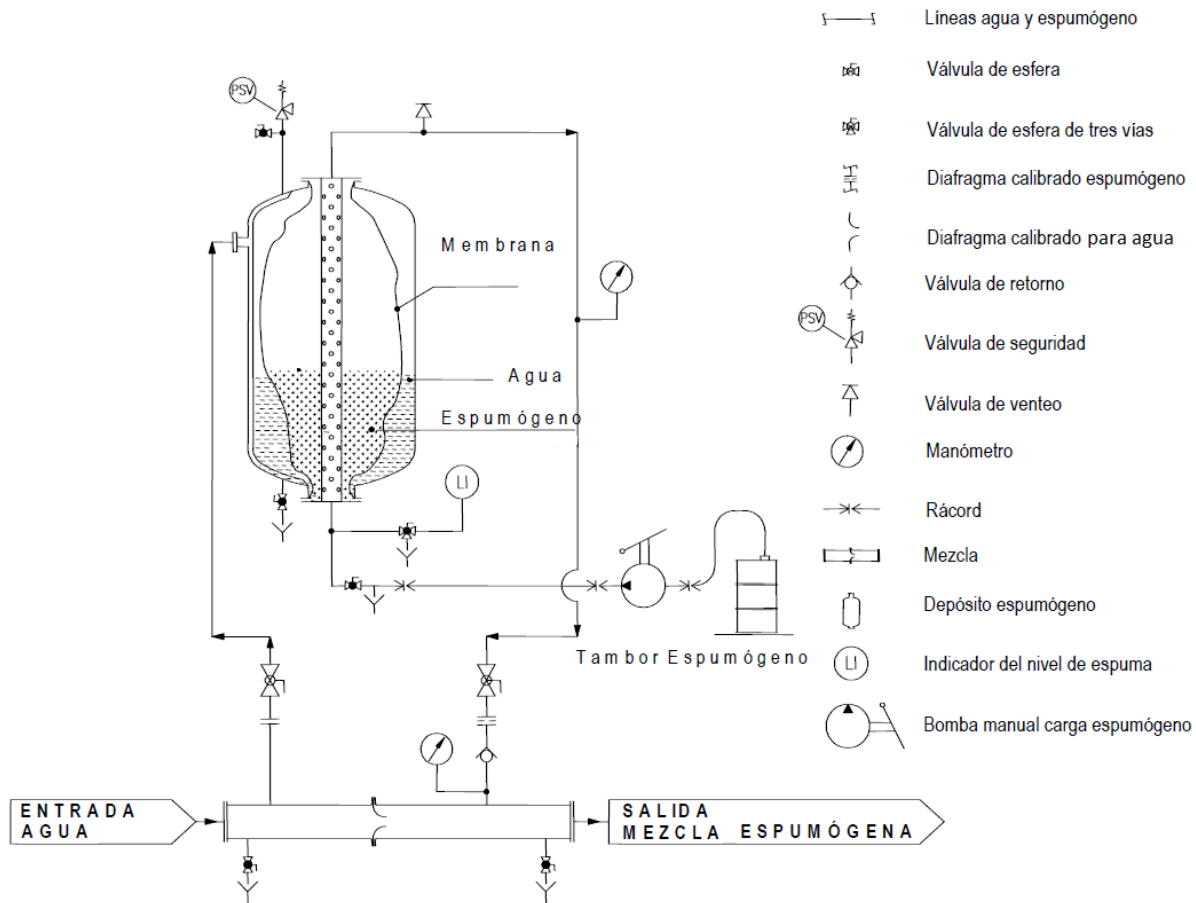 PSV
Membrana
Agua
Espumógeno
LI
Tambor Espumógeno
ENTRADA
AGUA
SALIDA
MEZCLA ESPUMÓGENA
Líneas agua y espumógeno
Válvula de esfera
Válvula de esfera de tres vías
Diafragma calibrado espumógeno
Diafragma calibrado para agua
Válvula de retorno
PSV
Válvula de seguridad
Válvula de venteo
Manómetro
Rácord
Mezcla
Depósito espumógeno
LI
Indicador del nivel de espuma
Bomba manual carga espumógeno